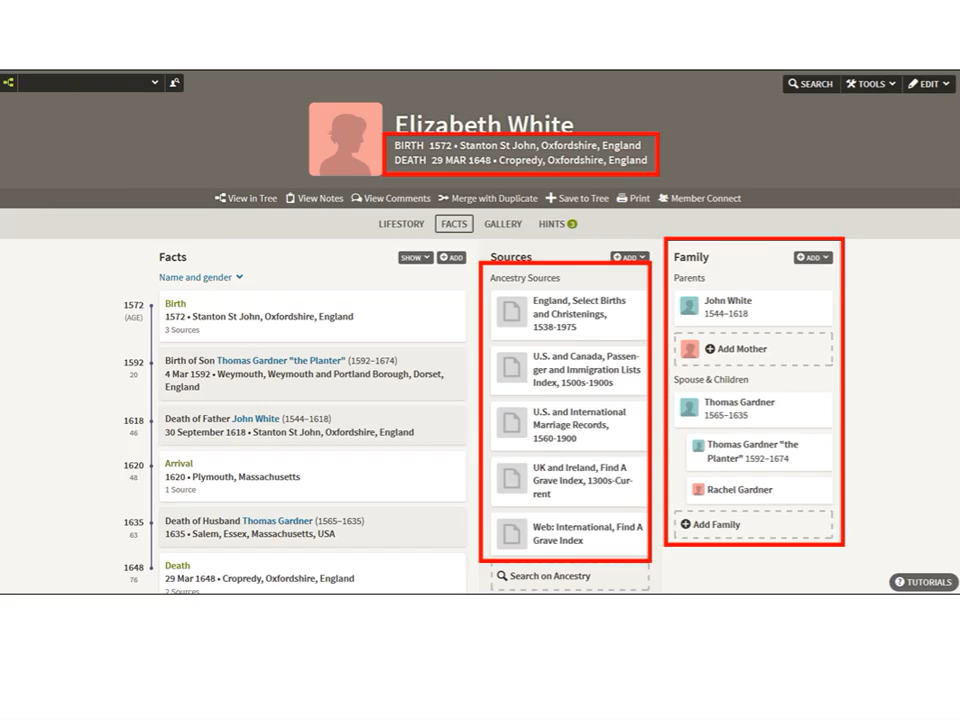 SEARCH TOOLS EDIT
Elizabeth White
BIRTH 1572 • Stanton St John, Oxfordshire, England
DEATH 29 MAR 1648 • Cropredy, Oxfordshire, England
View in Tree View Notes View Comments Merge with Duplicate Save to Tree Print Member Connect
LIFESTORY FACTS GALLERY HINTS 3
Facts
SHOW ADD
Name and gender
1572
(AGE)
Birth
1572 • Stanton St John, Oxfordshire, England
3 Sources
1592
20
Birth of Son Thomas Gardner "the Planter" (1592–1674)
4 Mar 1592 • Weymouth, Weymouth and Portland Borough, Dorset,
England
1618
46
Death of Father John White (1544–1618)
30 September 1618 • Stanton St John, Oxfordshire, England
1620
48
Arrival
1620 • Plymouth, Massachusetts
1 Source
1635
63
Death of Husband Thomas Gardner (1565–1635)
1635 • Salem, Essex, Massachusetts, USA
1648
76
Death
29 Mar 1648 • Cropredy, Oxfordshire, England
2 Sources
Sources
ADD
Ancestry Sources
England, Select Births
and Christenings,
1538-1975
U.S. and Canada, Passen-
ger and Immigration Lists
Index, 1500s-1900s
U.S. and International
Marriage Records,
1560-1900
UK and Ireland, Find A
Grave Index, 1300s-Cur-
rent
Web: International, Find A
Grave Index
Search on Ancestry
Family
ADD
Parents
John White
1544–1618
Add Mother
Spouse & Children
Thomas Gardner
1565–1635
Thomas Gardner "the
Planter" 1592–1674
Rachel Gardner
Add Family
TUTORIALS